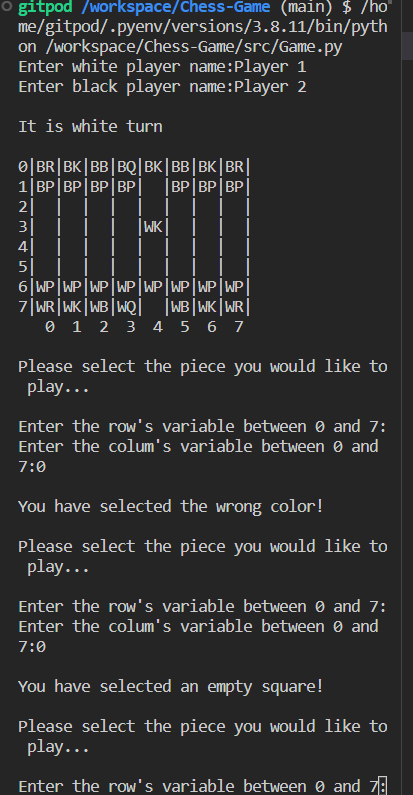 gitpod /workspace/Chess-Game (main) $ /ho
me/gitpod/.pyenv/versions/3.8.11/bin/pyth
on /workspace/Chess-Game/src/Game.py
Enter white player name:Player 1
Enter black player name:Player 2
It is white turn
0|BR|BK|BB|BQ|BK|BB|BK|BR|
1|BP|BP|BP|BP|  |BP|BP|BP|
2|  |  |  |  |  |  |  |  |
3|  |  |  |  |WK|  |  |  |
4|  |  |  |  |  |  |  |  |
5|  |  |  |  |  |  |  |  |
6|WP|WP|WP|WP|WP|WP|WP|WP|
7|WR|WK|WB|WQ|  |WB|WK|WR|
   0  1  2  3  4  5  6  7
Please select the piece you would like to
 play...
Enter the row's variable between 0 and 7:
Enter the colum's variable between 0 and
7:0
You have selected the wrong color!
Please select the piece you would like to
 play...
Enter the row's variable between 0 and 7:
Enter the colum's variable between 0 and
7:0
You have selected an empty square!
Please select the piece you would like to
 play...
Enter the row's variable between 0 and 7: